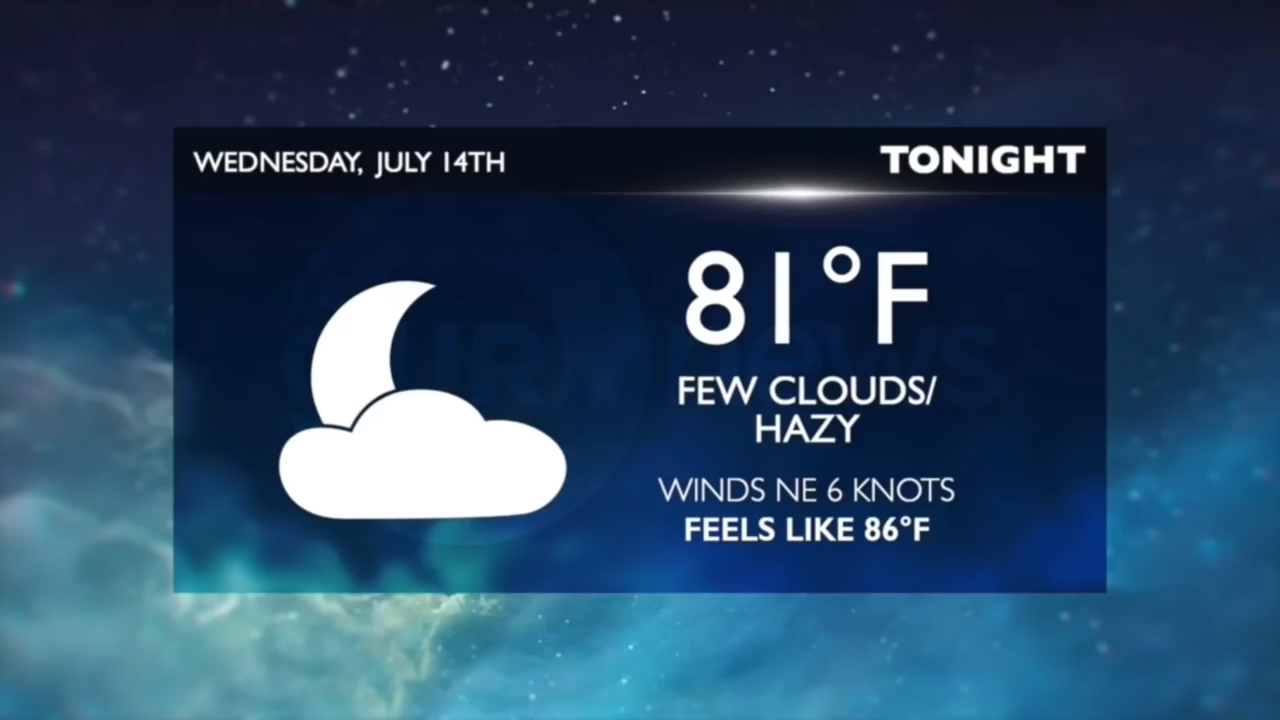 WEDNESDAY, JULY 14TH
TONIGHT
81°F
FEW CLOUDS/
HAZY
WINDS NE 6 KNOTS
FEELS LIKE 86°F